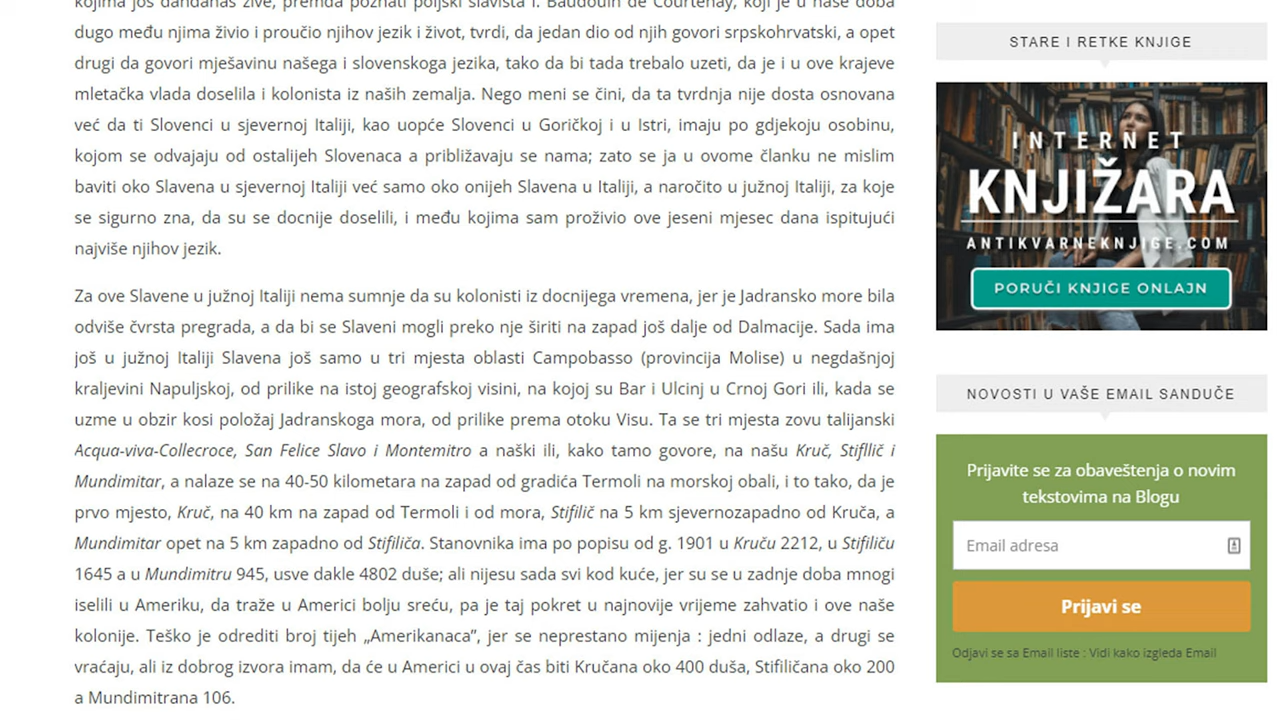 kojima još dandanas žive, premda poznati poljski slavista I. Baudouin de Courtenay, koji je u naše doba
dugo među njima živio i proučio njihov jezik i život, tvrdi, da jedan dio od njih govori srpskohrvatski, a opet
drugi da govori mješavinu našega i slovenskoga jezika, tako da bi tada trebalo uzeti, da je i u ove krajeve
mletačka vlada doselila i kolonista iz naših zemalja. Nego meni se čini, da ta tvrdnja nije dosta osnovana
već da ti Slovenci u sjevernoj Italiji, kao uopće Slovenci u Goričkoj i u Istri, imaju po gdjekoju osobinu,
kojom se odvajaju od ostalijeh Slovenaca a približavaju se nama; zato se ja u ovome članku ne mislim
baviti oko Slavena u sjevernoj Italiji već samo oko onijeh Slavena u Italiji, a naročito u južnoj Italiji, za koje
se sigurno zna, da su se docnije doselili, i među kojima sam proživio ove jeseni mjesec dana ispitujući
najviše njihov jezik.
Za ove Slavene u južnoj Italiji nema sumnje da su kolonisti iz docnijega vremena, jer je Jadransko more bila
odviše čvrsta pregrada, a da bi se Slaveni mogli preko nje širiti na zapad još dalje od Dalmacije. Sada ima
još u južnoj Italiji Slavena još samo u tri mjesta oblasti Campobasso (provincija Molise) u negdašnjoj
kraljevini Napuljskoj, od prilike na istoj geografskoj visini, na kojoj su Bar i Ulcinj u Crnoj Gori ili, kada se
uzme u obzir kosi položaj Jadranskoga mora, od prilike prema otoku Visu. Ta se tri mjesta zovu talijanski
Acqua-viva-Collecroce, San Felice Slavo i Montemitro a naški ili, kako tamo govore, na našu Kruč, Stifllič i
Mundimitar, a nalaze se na 40-50 kilometara na zapad od gradića Termoli na morskoj obali, i to tako, da je
prvo mjesto, Kruč, na 40 km na zapad od Termoli i od mora, Stifilič na 5 km sjevernozapadno od Kruča, a
Mundimitar opet na 5 km zapadno od Stifiliča. Stanovnika ima po popisu od g. 1901 u Kruču 2212, u Stifiliču
1645 a u Mundimitru 945, usve dakle 4802 duše; ali nijesu sada svi kod kuće, jer su se u zadnje doba mnogi
iselili u Ameriku, da traže u Americi bolju sreću, pa je taj pokret u najnovije vrijeme zahvatio i ove naše
kolonije. Teško je odrediti broj tijeh „Amerikanaca”, jer se neprestano mijenja : jedni odlaze, a drugi se
vraćaju, ali iz dobrog izvora imam, da će u Americi u ovaj čas biti Kručana oko 400 duša, Stifiličana oko 200
a Mundimitrana 106.
STARE I RETKE KNJIGE
INTERNET
KNJIŽARA
ANTIKVARNEKNJIGE.COM
PORUČI KNJIGE ONLAJN
NOVOSTI U VAŠE EMAIL SANDUČE
Prijavite se za obaveštenja o novim
tekstovima na Blogu
Email adresa
Prijavi se
Odjavi se sa Email liste : Vidi kako izgleda Email